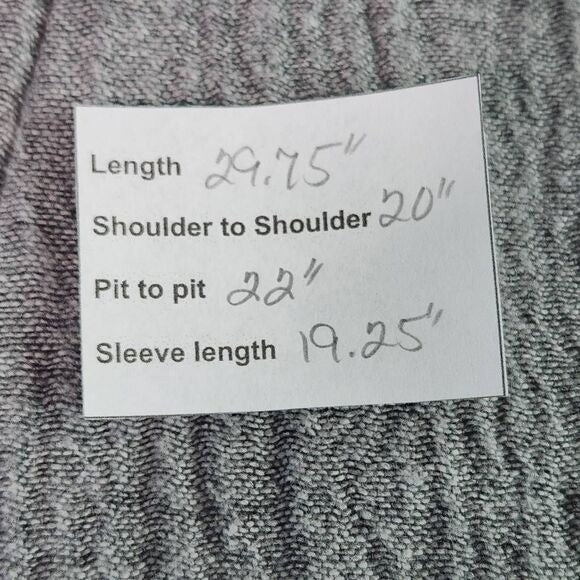 Length 29.75"
Shoulder to Shoulder 20"
Pit to pit 22"
Sleeve length 19.25"